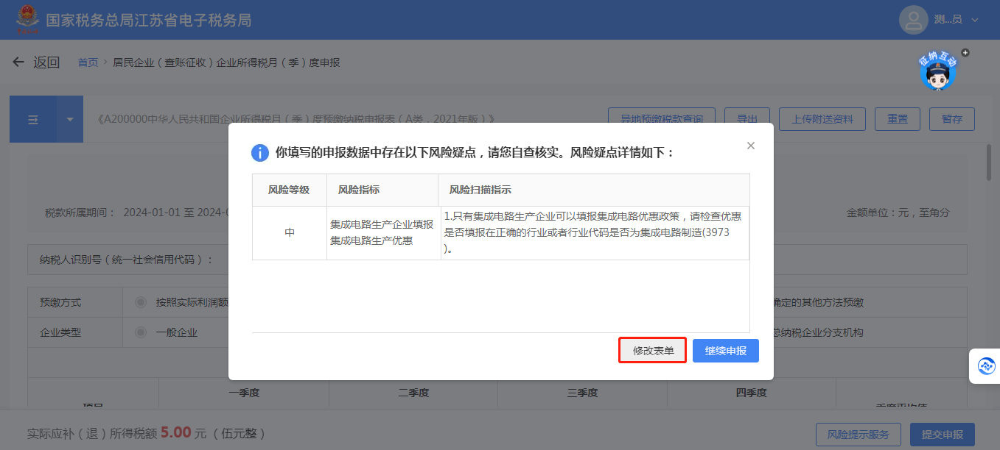 国家税务总局江苏省电子税务局
测...员
返回 首页 > 居民企业（查账征收）企业所得税月（季）度申报
征纳互动
《A200000中华人民共和国企业所得税月（季）度预缴纳税申报表（A类，2021年版）》
异地预缴税款查询 导出 上传附送资料 重置 暂存
你填写的申报数据中存在以下风险疑点，请您自查核实。风险疑点详情如下：
风险等级 风险指标 风险扫描指示
中
集成电路生产企业填报
集成电路生产优惠
1.只有集成电路生产企业可以填报集成电路优惠政策，请检查优惠
是否填报在正确的行业或者行业代码是否为集成电路制造(3973
)。
修改表单 继续申报
税款所属期间： 2024-01-01 至 2024-
金额单位：元，至角分
纳税人识别号（统一社会信用代码）：
预缴方式 按照实际利润额
确定的其他方法预缴
企业类型 一般企业
总纳税企业分支机构
一季度 二季度 三季度 四季度
项目 季度平均值
实际应补（退）所得税额 5.00 元（伍元整）
风险提示服务 提交申报